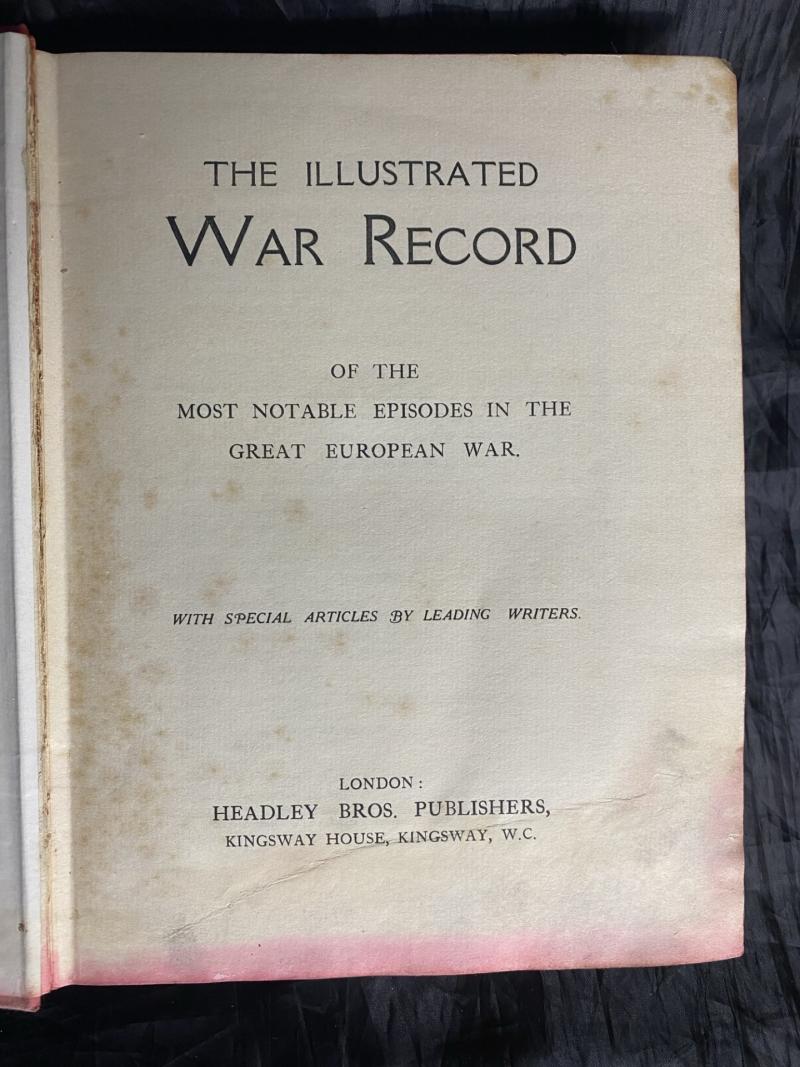 THE ILLUSTRATED
WAR RECORD
OF THE
MOST NOTABLE EPISODES IN THE
GREAT EUROPEAN WAR.
WITH SPECIAL ARTICLES BY LEADING WRITERS.
LONDON:
HEADLEY BROS. PUBLISHERS,
KINGSWAY HOUSE, KINGSWAY, W.C.